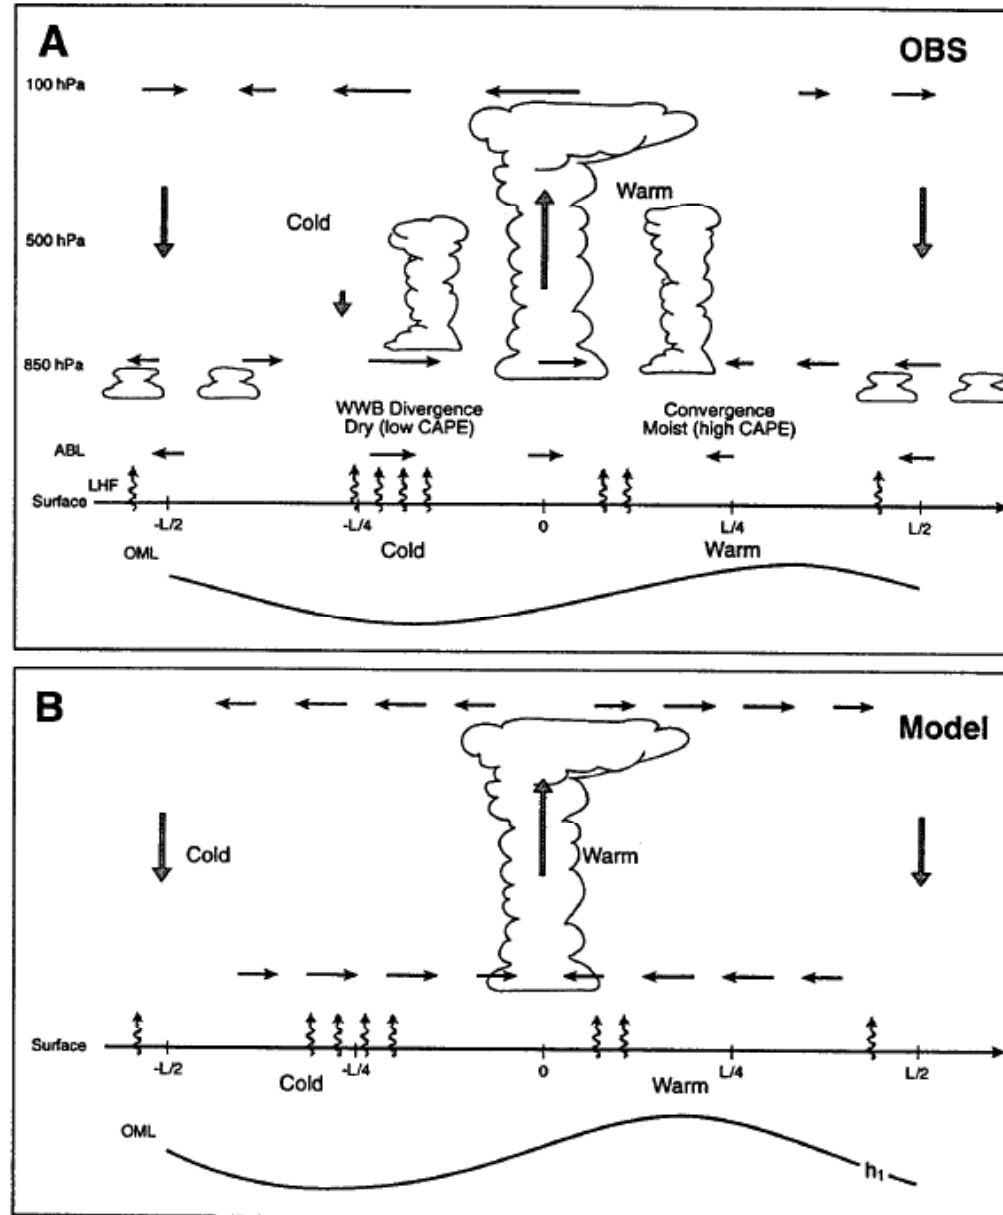 A
OBS
100 hPa
Warm
Cold
500 hPa
850 hPa
WWB Divergence
Dry (low CAPE)
Convergence
Moist (high CAPE)
ABL
LHF
Surface
-L/2
-L/4
0
L/4
L/2
Cold
Warm
OML
B
Model
Cold
Warm
Surface
-L/2
-L/4
0
L/4
L/2
Cold
Warm
OML
h1